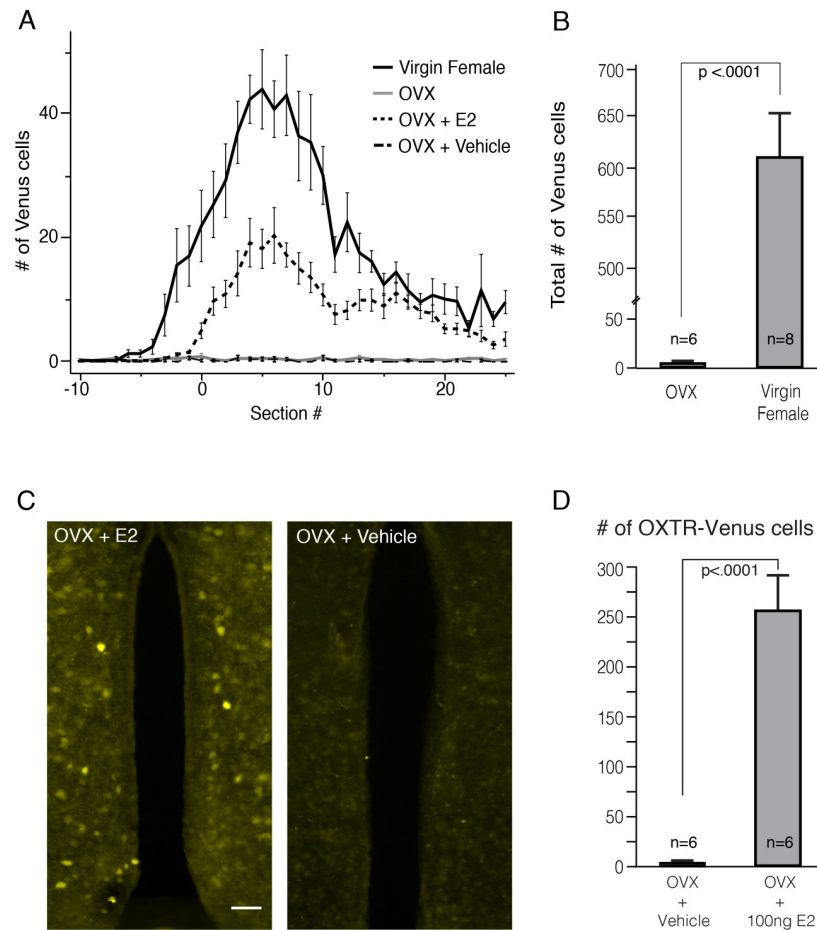 A
# of Venus cells
40
20
0
-10
0
10
20
Section #
Virgin Female
OVX
OVX + E2
OVX + Vehicle
B
Total # of Venus cells
700
650
600
550
500
50
0
p <.0001
n=6
n=8
OVX
Virgin
Female
C
OVX + E2
OVX + Vehicle
D
# of OXTR-Venus cells
300
250
200
150
100
50
0
p<.0001
n=6
n=6
OVX
+
Vehicle
OVX
+
100ng E2